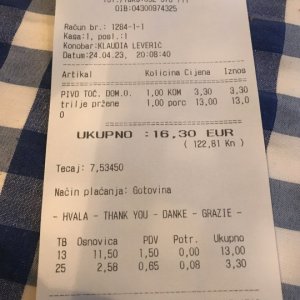 OIB:04300974325
Račun br.: 1284-1-1
Kasa:1, posl.:1
Konobar:KLAUDIA LEVERIĆ
Datum:24.04.23, 20:08:40
Artikal Kolicina Cijena Iznos
PIVO TOČ. DOM.O. 1,00 KOM 3,30 3,30
trilje pržene 1,00 porc 13,00 13,0
0
UKUPNO :16,30 EUR
( 122,81 Kn )
Tecaj: 7,53450
Način plaćanja: Gotovina
- HVALA - THANK YOU - DANKE - GRAZIE -
TB Osnovica PDV Potr. Ukupno
13 11,50 1,50 0,00 13,00
25 2,58 0,65 0,08 3,30